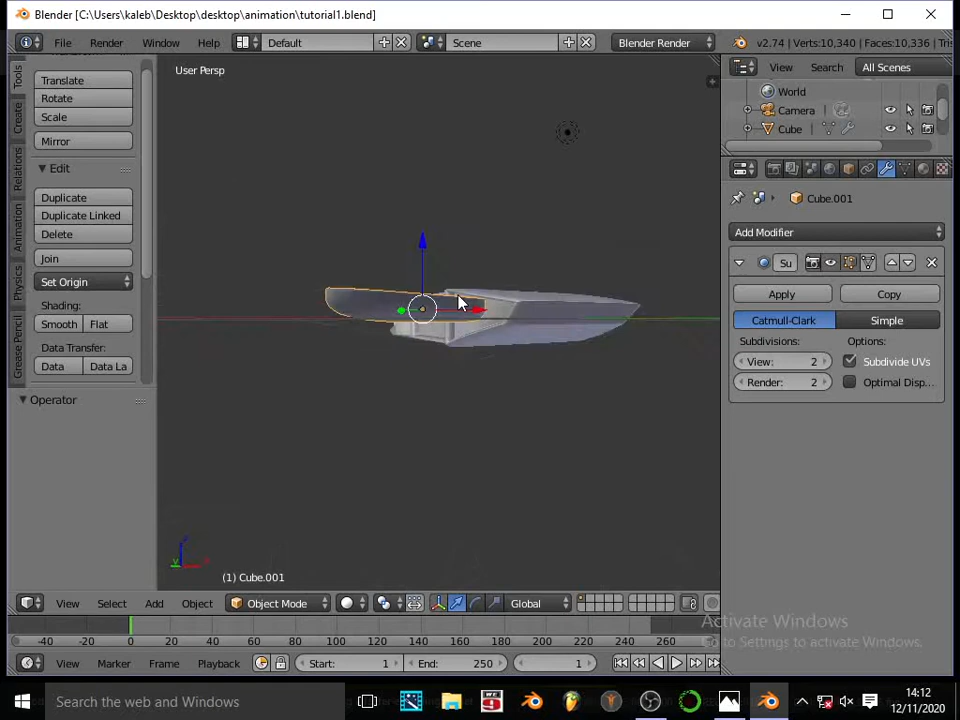 Blender [C:\Users\kaleb\Desktop\desktop\animation\tutorial1.blend]
File Render Window Help Default Scene Blender Render v2.74 | Verts:10,340 | Faces:10,336 | Tris
View Search All Scenes
World
Camera
Cube
Tools
Create
Relations
Animation
Physics
Grease Pencil
Translate
Rotate
Scale
Mirror
Edit
Duplicate
Duplicate Linked
Delete
Join
Set Origin
Shading:
Smooth Flat
Data Transfer:
Data Data La
Operator
User Persp
(1) Cube.001
Cube.001
Add Modifier
Su
Apply Copy
Catmull-Clark Simple
Subdivisions: Options:
View: 2 Subdivide UVs
Render: 2 Optimal Disp...
View Select Add Object Object Mode Global
-40 -20 0 20 40 60 80 100 120 140 160 180 200 220 240 260
View Marker Frame Playback Start: 1 End: 250 1
Activate Windows
Go to Settings to activate Windows.
Search the web and Windows
14:12
12/11/2020